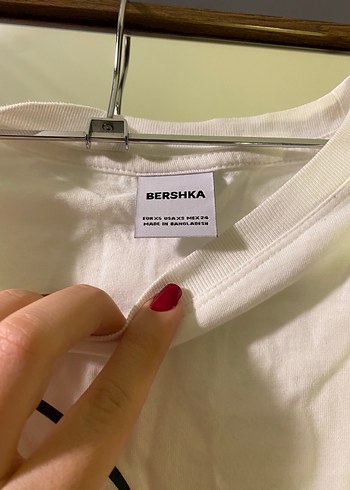 BERSHKA
EUR XS USA XS MEX 24
MADE IN BANGLADESH